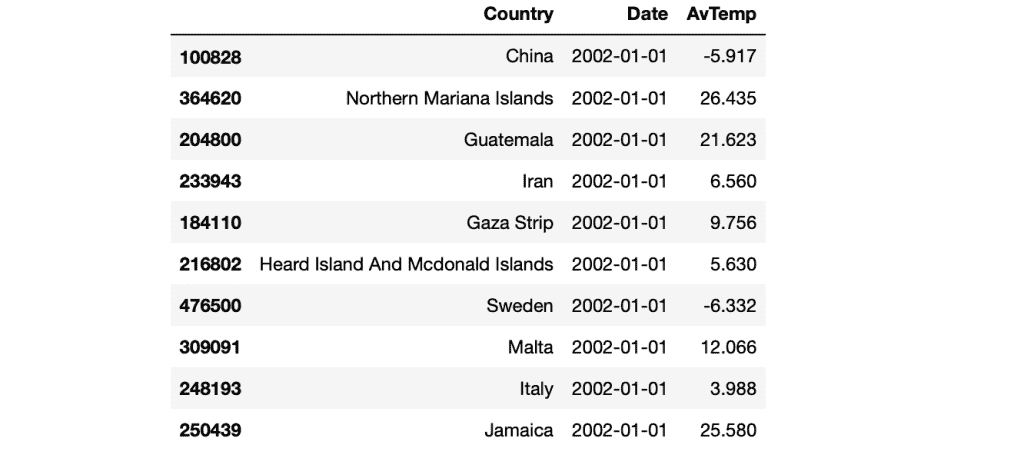 Country Date AvTemp
100828 China 2002-01-01 -5.917
364620 Northern Mariana Islands 2002-01-01 26.435
204800 Guatemala 2002-01-01 21.623
233943 Iran 2002-01-01 6.560
184110 Gaza Strip 2002-01-01 9.756
216802 Heard Island And Mcdonald Islands 2002-01-01 5.630
476500 Sweden 2002-01-01 -6.332
309091 Malta 2002-01-01 12.066
248193 Italy 2002-01-01 3.988
250439 Jamaica 2002-01-01 25.580